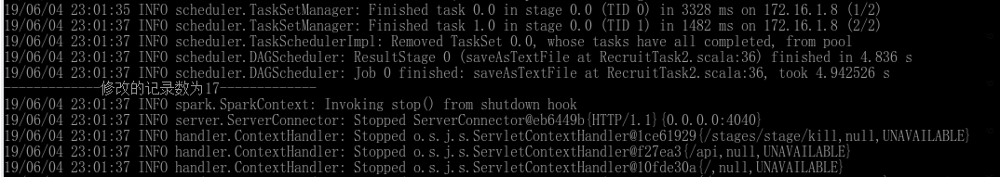 19/06/04 23:01:35 INFO scheduler.TaskSetManager: Finished task 0.0 in stage 0.0 (TID 0) in 3328 ms on 172.16.1.8 (1/2)
19/06/04 23:01:37 INFO scheduler.TaskSetManager: Finished task 1.0 in stage 0.0 (TID 1) in 1482 ms on 172.16.1.8 (2/2)
19/06/04 23:01:37 INFO scheduler.TaskSchedulerImpl: Removed TaskSet 0.0, whose tasks have all completed, from pool
19/06/04 23:01:37 INFO scheduler.DAGScheduler: ResultStage 0 (saveAsTextFile at RecruitTask2.scala:36) finished in 4.836 s
19/06/04 23:01:37 INFO scheduler.DAGScheduler: Job 0 finished: saveAsTextFile at RecruitTask2.scala:36, took 4.942526 s
-------------修改的记录数为17-------------
19/06/04 23:01:37 INFO spark.SparkContext: Invoking stop() from shutdown hook
19/06/04 23:01:37 INFO server.ServerConnector: Stopped ServerConnector@eb6449b{HTTP/1.1}{0.0.0.0:4040}
19/06/04 23:01:37 INFO handler.ContextHandler: Stopped o.s.j.s.ServletContextHandler@1ce61929{/stages/stage/kill,null,UNAVAILABLE}
19/06/04 23:01:37 INFO handler.ContextHandler: Stopped o.s.j.s.ServletContextHandler@f27ea3{/api,null,UNAVAILABLE}
19/06/04 23:01:37 INFO handler.ContextHandler: Stopped o.s.j.s.ServletContextHandler@10fde30a{/,null,UNAVAILABLE}